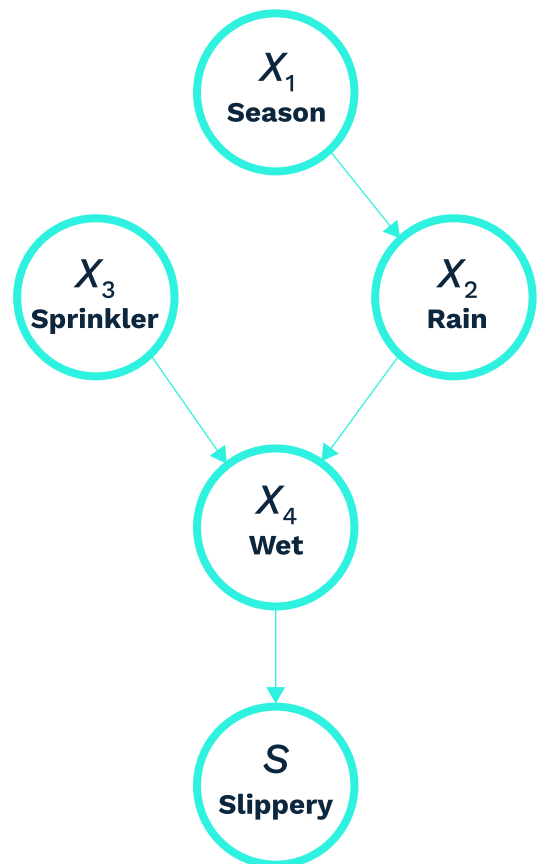 X₁
Season
X₃
Sprinkler
X₂
Rain
X₄
Wet
S
Slippery